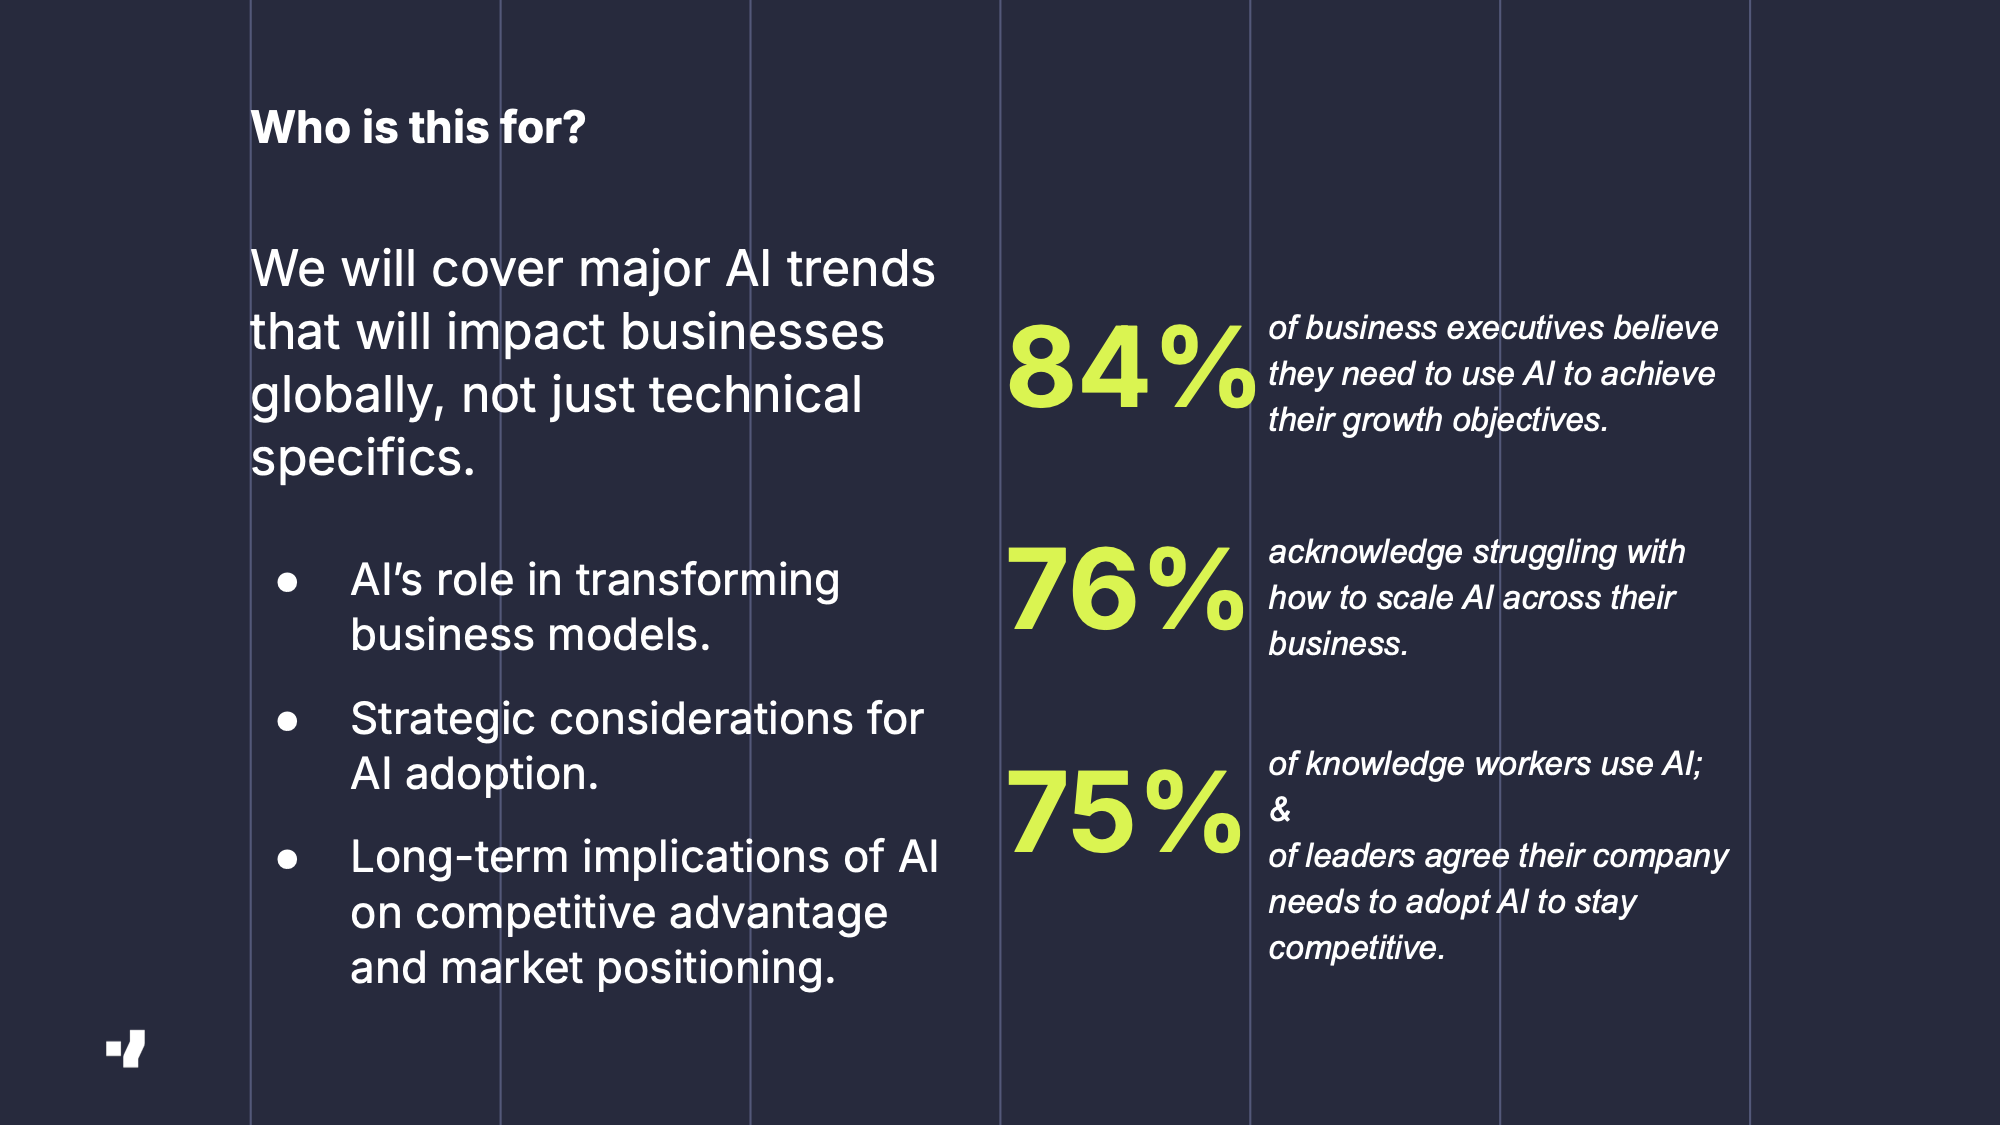 Who is this for?
We will cover major AI trends
that will impact businesses
globally, not just technical
specifics.
● AI’s role in transforming
business models.
● Strategic considerations for
AI adoption.
● Long-term implications of AI
on competitive advantage
and market positioning.
84%
of business executives believe
they need to use AI to achieve
their growth objectives.
76%
acknowledge struggling with
how to scale AI across their
business.
75%
of knowledge workers use AI;
&
of leaders agree their company
needs to adopt AI to stay
competitive.